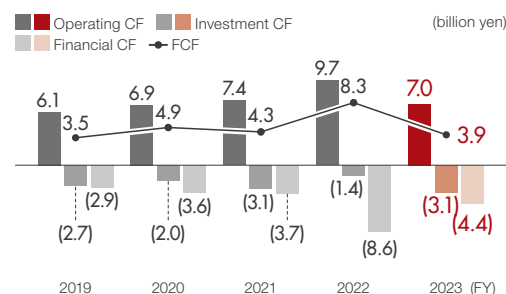 Operating CF Investment CF (billion yen)
Financial CF FCF
6.1 3.5 (2.7) (2.9)
6.9 4.9 (2.0) (3.6)
7.4 4.3 (3.1) (3.7)
9.7 8.3 (1.4) (8.6)
7.0 3.9 (3.1) (4.4)
2019 2020 2021 2022 2023 (FY)